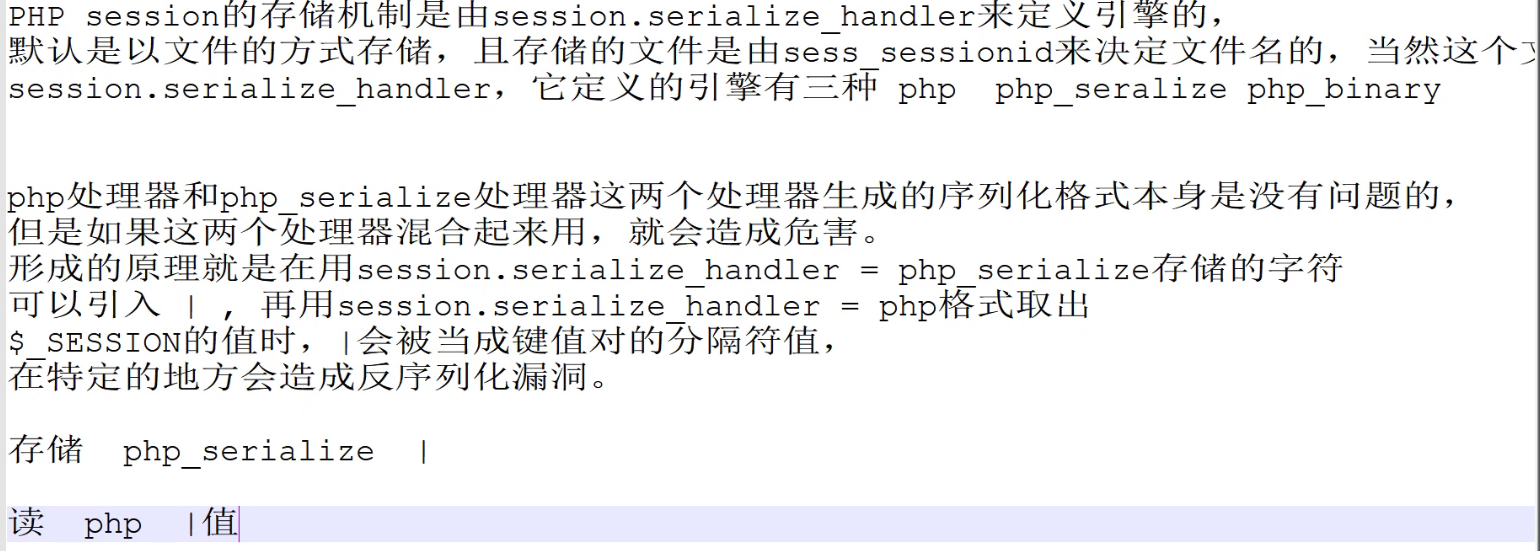 PHP session的存储机制是由session.serialize_handler来定义引擎的，
默认是以文件的方式存储，且存储的文件是由sess_sessionid来决定文件名的，当然这个
session.serialize_handler，它定义的引擎有三种 php  php_seralize php_binary
php处理器和php_serialize处理器这两个处理器生成的序列化格式本身是没有问题的，
但是如果这两个处理器混合起来用，就会造成危害。
形成的原理就是在用session.serialize_handler = php_serialize存储的字符
可以引入 | , 再用session.serialize_handler = php格式取出
$_SESSION的值时，|会被当成键值对的分隔符值，
在特定的地方会造成反序列化漏洞。
存储  php_serialize  |
读  php  |值